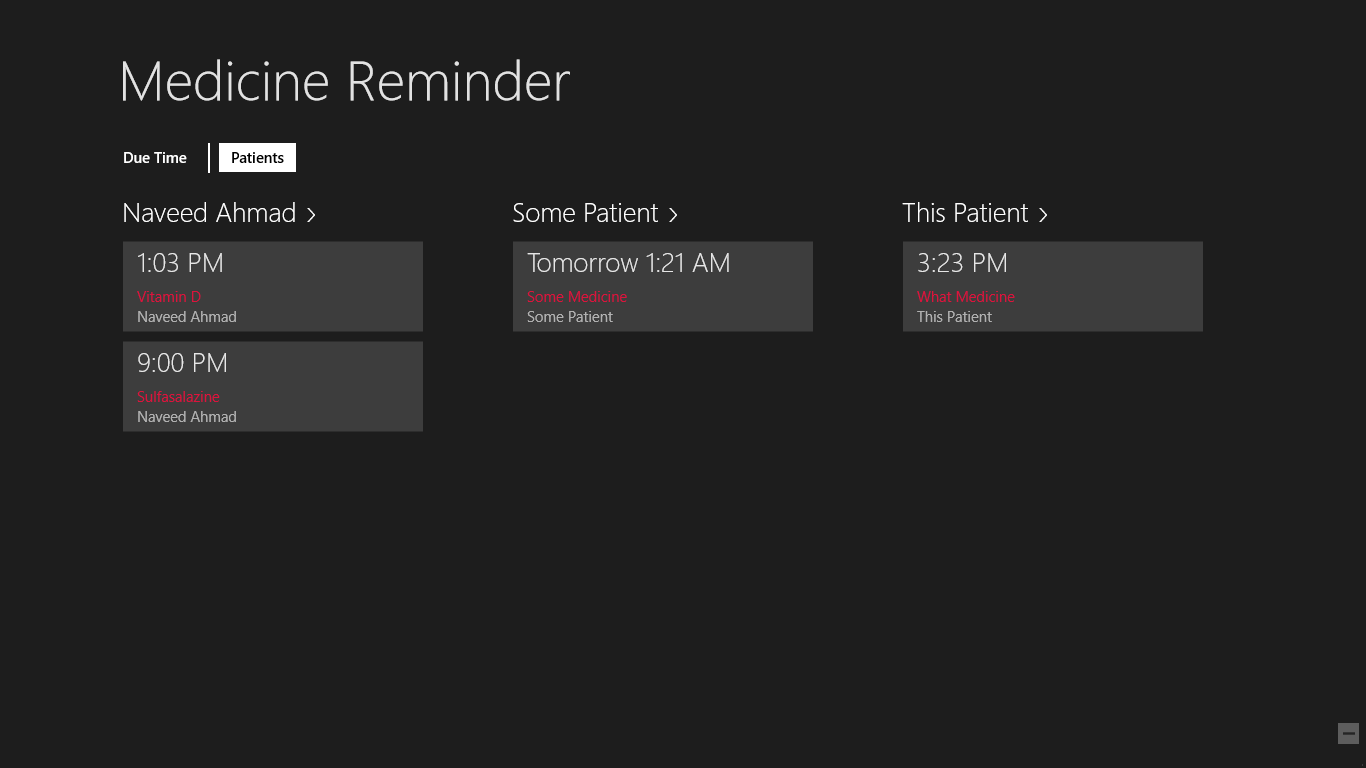 Medicine Reminder
Due Time
Patients
Naveed Ahmad
1:03 PM
Vitamin D
Naveed Ahmad
9:00 PM
Sulfasalazine
Naveed Ahmad
Some Patient
Tomorrow 1:21 AM
Some Medicine
Some Patient
This Patient
3:23 PM
What Medicine
This Patient